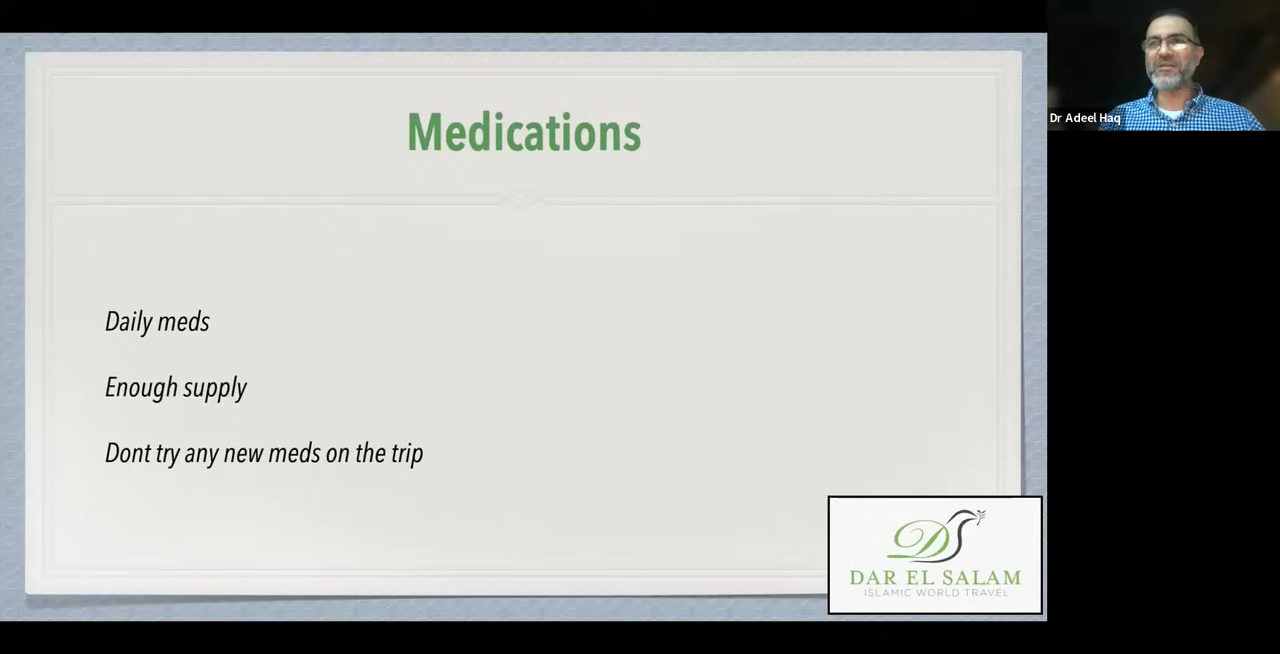 Medications
Dr Adeel Haq
Daily meds
Enough supply
Dont try any new meds on the trip
DS
DAR EL SALAM
ISLAMIC WORLD TRAVEL